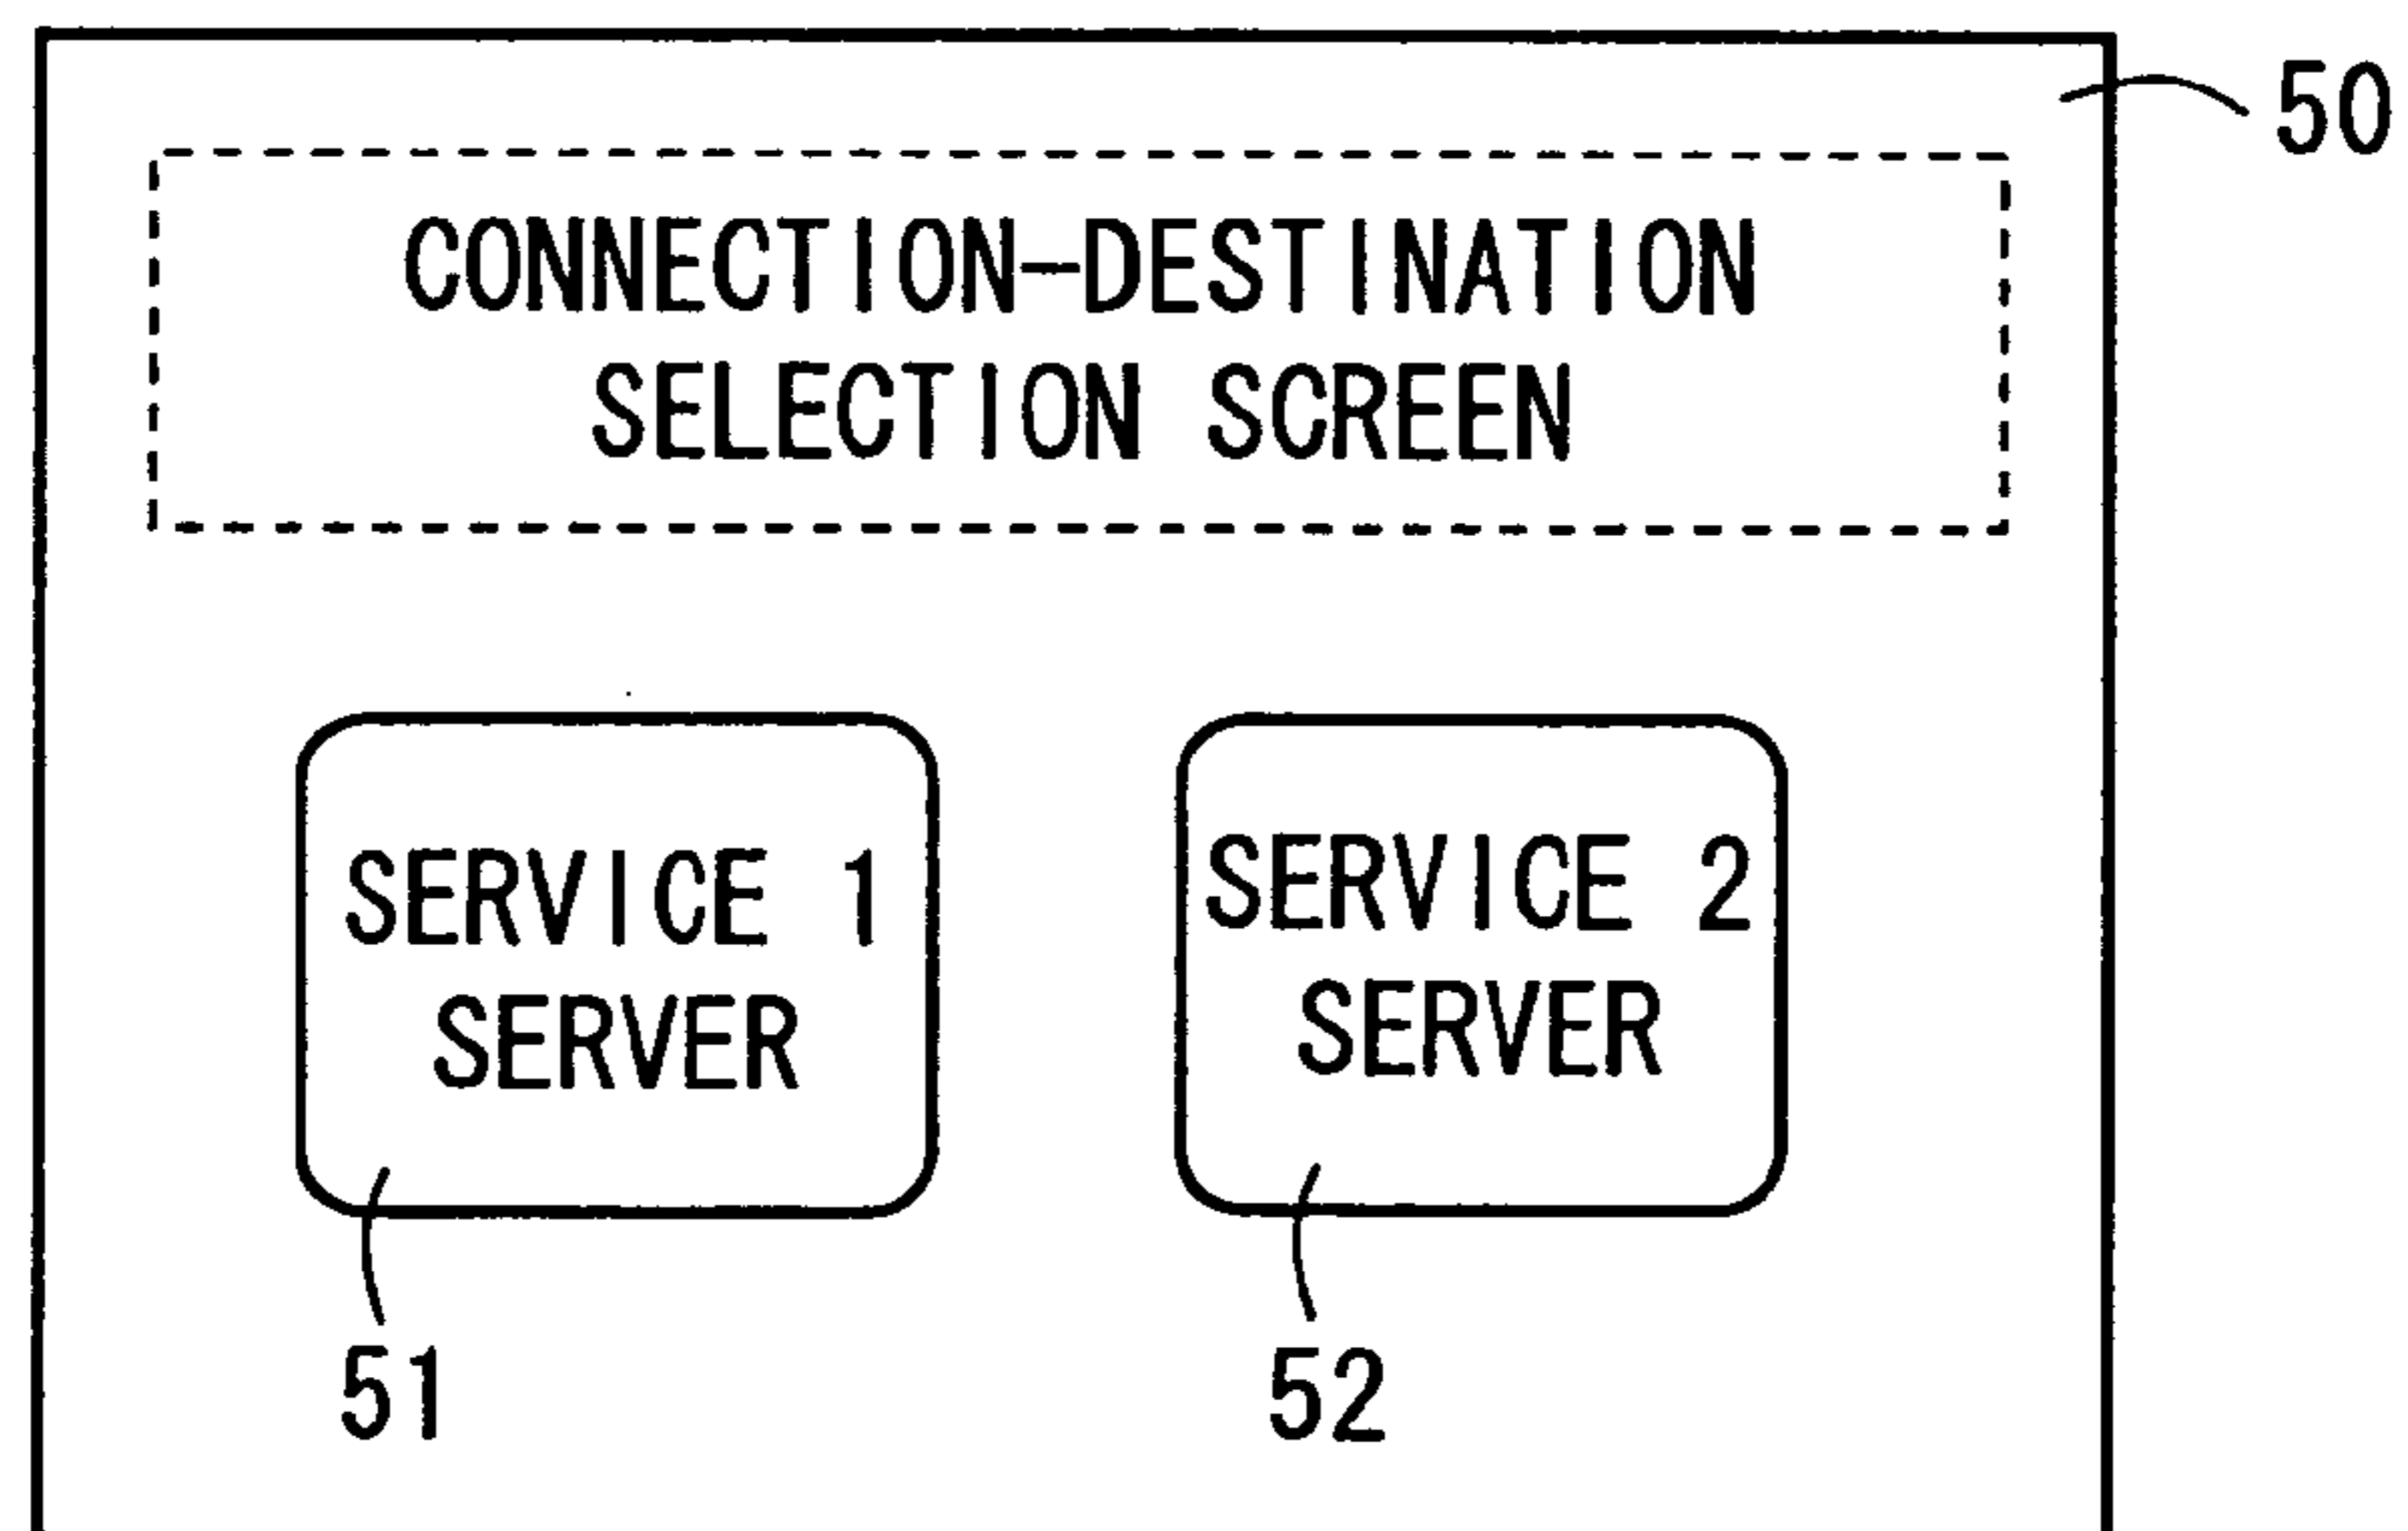 50
CONNECTION-DESTINATION
SELECTION SCREEN
SERVICE 1
SERVER
SERVICE 2
SERVER
51
52